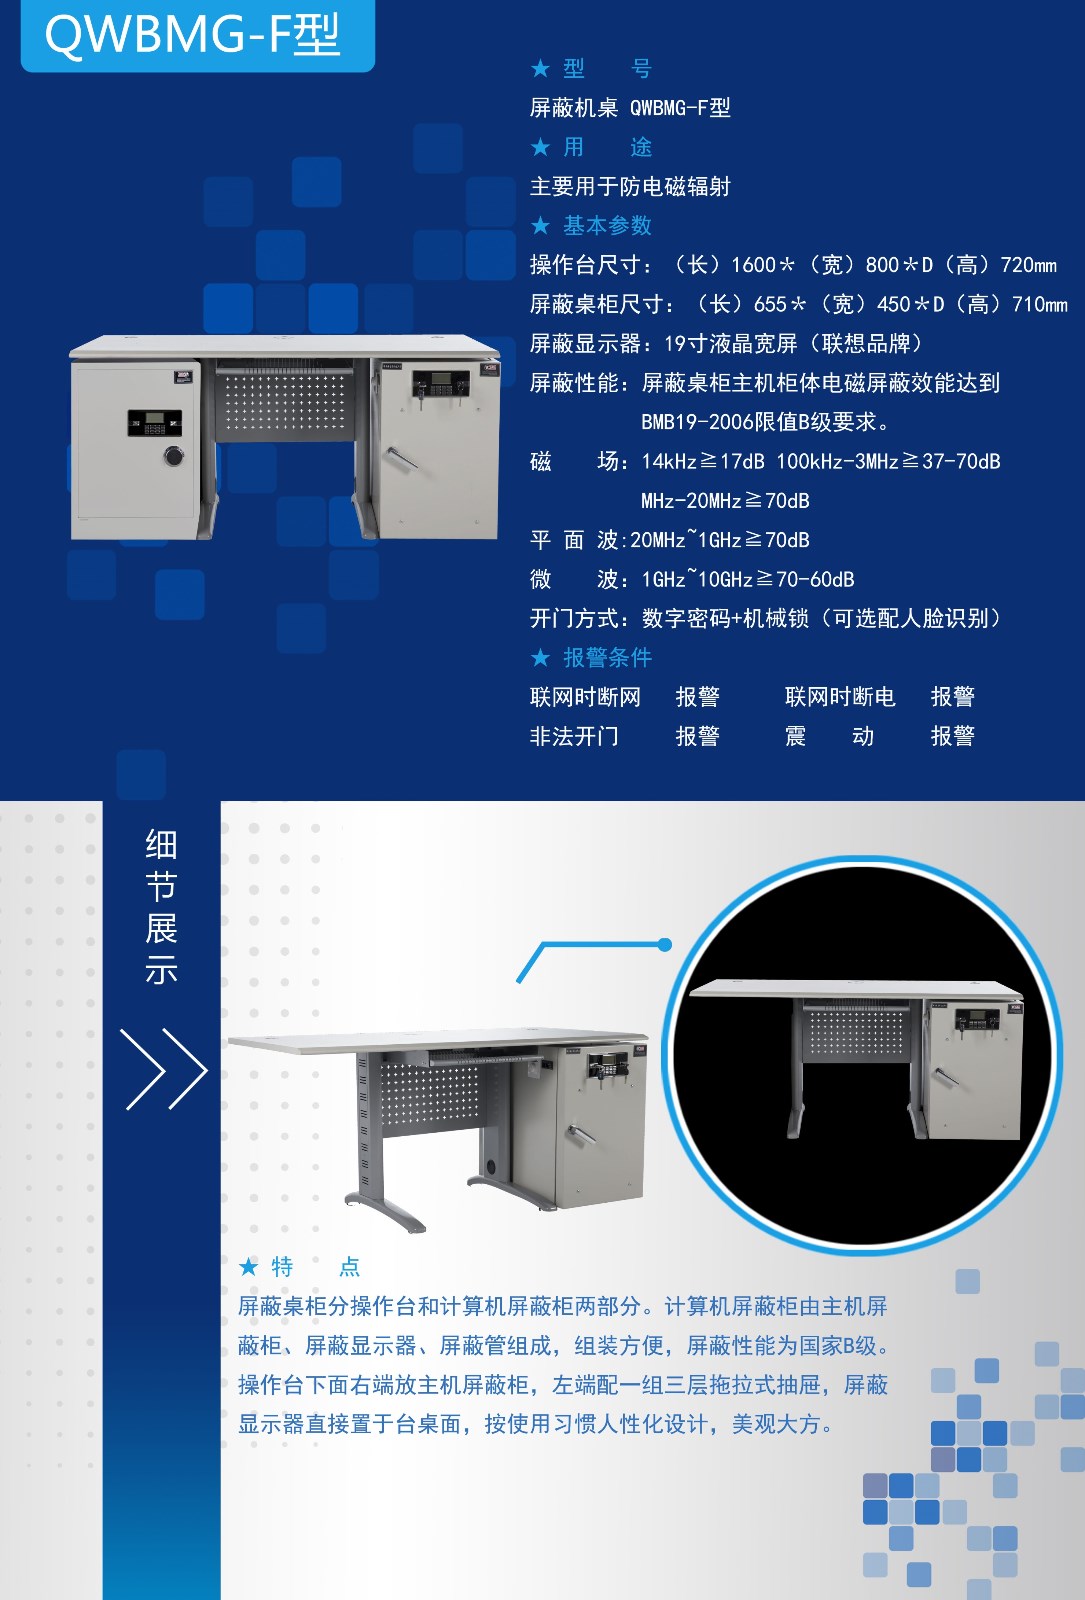 QWBMG-F型
★ 型 号
屏蔽机桌 QWBMG-F型
★ 用 途
主要用于防电磁辐射
★ 基本参数
操作台尺寸：（长）1600＊（宽）800＊D（高）720mm
屏蔽桌柜尺寸：（长）655＊（宽）450＊D（高）710mm
屏蔽显示器：19寸液晶宽屏（联想品牌）
屏蔽性能：屏蔽桌柜主机柜体电磁屏蔽效能达到
BMB19-2006限值B级要求。
磁 场：14kHz≧17dB 100kHz-3MHz≧37-70dB
MHz-20MHz≧70dB
平 面 波:20MHz~1GHz≧70dB
微 波：1GHz~10GHz≧70-60dB
开门方式：数字密码+机械锁（可选配人脸识别）
★ 报警条件
联网时断网 报警 联网时断电 报警
非法开门 报警 震 动 报警
细节展示
★ 特 点
屏蔽桌柜分操作台和计算机屏蔽柜两部分。计算机屏蔽柜由主机屏
蔽柜、屏蔽显示器、屏蔽管组成，组装方便，屏蔽性能为国家B级。
操作台下面右端放主机屏蔽柜，左端配一组三层拖拉式抽屉，屏蔽
显示器直接置于台桌面，按使用习惯人性化设计，美观大方。